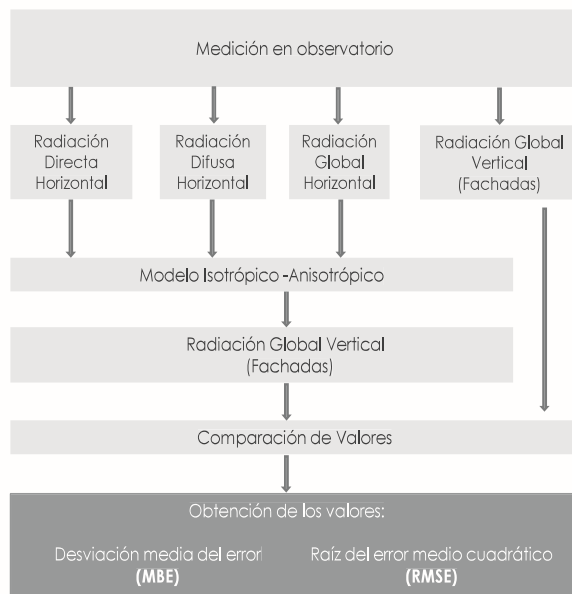 Medición en observatorio
Radiación
Directa
Horizontal
Radiación
Difusa
Horizontal
Radiación
Global
Horizontal
Radiación Global
Vertical
(Fachadas)
Modelo Isotrópico -Anisotrópico
Radiación Global Vertical
(Fachadas)
Comparación de Valores
Obtención de los valores:
Desviación media del error
(MBE)
Raíz del error medio cuadrático
(RMSE)